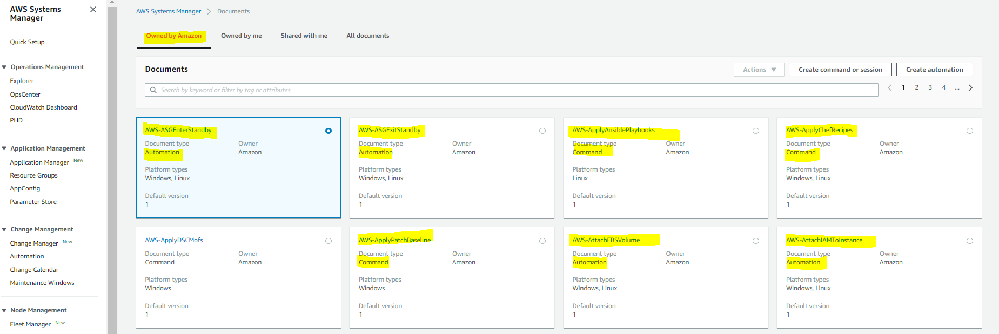 AWS Systems
Manager
Quick Setup
Operations Management
Explorer
OpsCenter
CloudWatch Dashboard
PHD
Application Management
Application Manager New
Resource Groups
AppConfig
Parameter Store
Change Management
Change Manager New
Automation
Change Calendar
Maintenance Windows
Node Management
Fleet Manager New
AWS Systems Manager > Documents
Owned by Amazon Owned by me Shared with me All documents
Documents
Actions Create command or session Create automation
Search by keyword or filter by tag or attributes
< 1 2 3 4 ... >
AWS-ASGEnterStandby
Document type Owner
Automation Amazon
Platform types
Windows, Linux
Default version
1
AWS-ASGExitStandby
Document type Owner
Automation Amazon
Platform types
Windows, Linux
Default version
1
AWS-ApplyAnsiblePlaybooks
Document type Owner
Command Amazon
Platform types
Linux
Default version
1
AWS-ApplyChefRecipes
Document type Owner
Command Amazon
Platform types
Windows, Linux
Default version
1
AWS-ApplyDSCMofs
Document type Owner
Command Amazon
Platform types
Windows
Default version
1
AWS-ApplyPatchBaseline
Document type Owner
Command Amazon
Platform types
Windows
Default version
1
AWS-AttachEBSVolume
Document type Owner
Automation Amazon
Platform types
Windows, Linux
Default version
1
AWS-AttachIAMToInstance
Document type Owner
Automation Amazon
Platform types
Windows, Linux
Default version
1